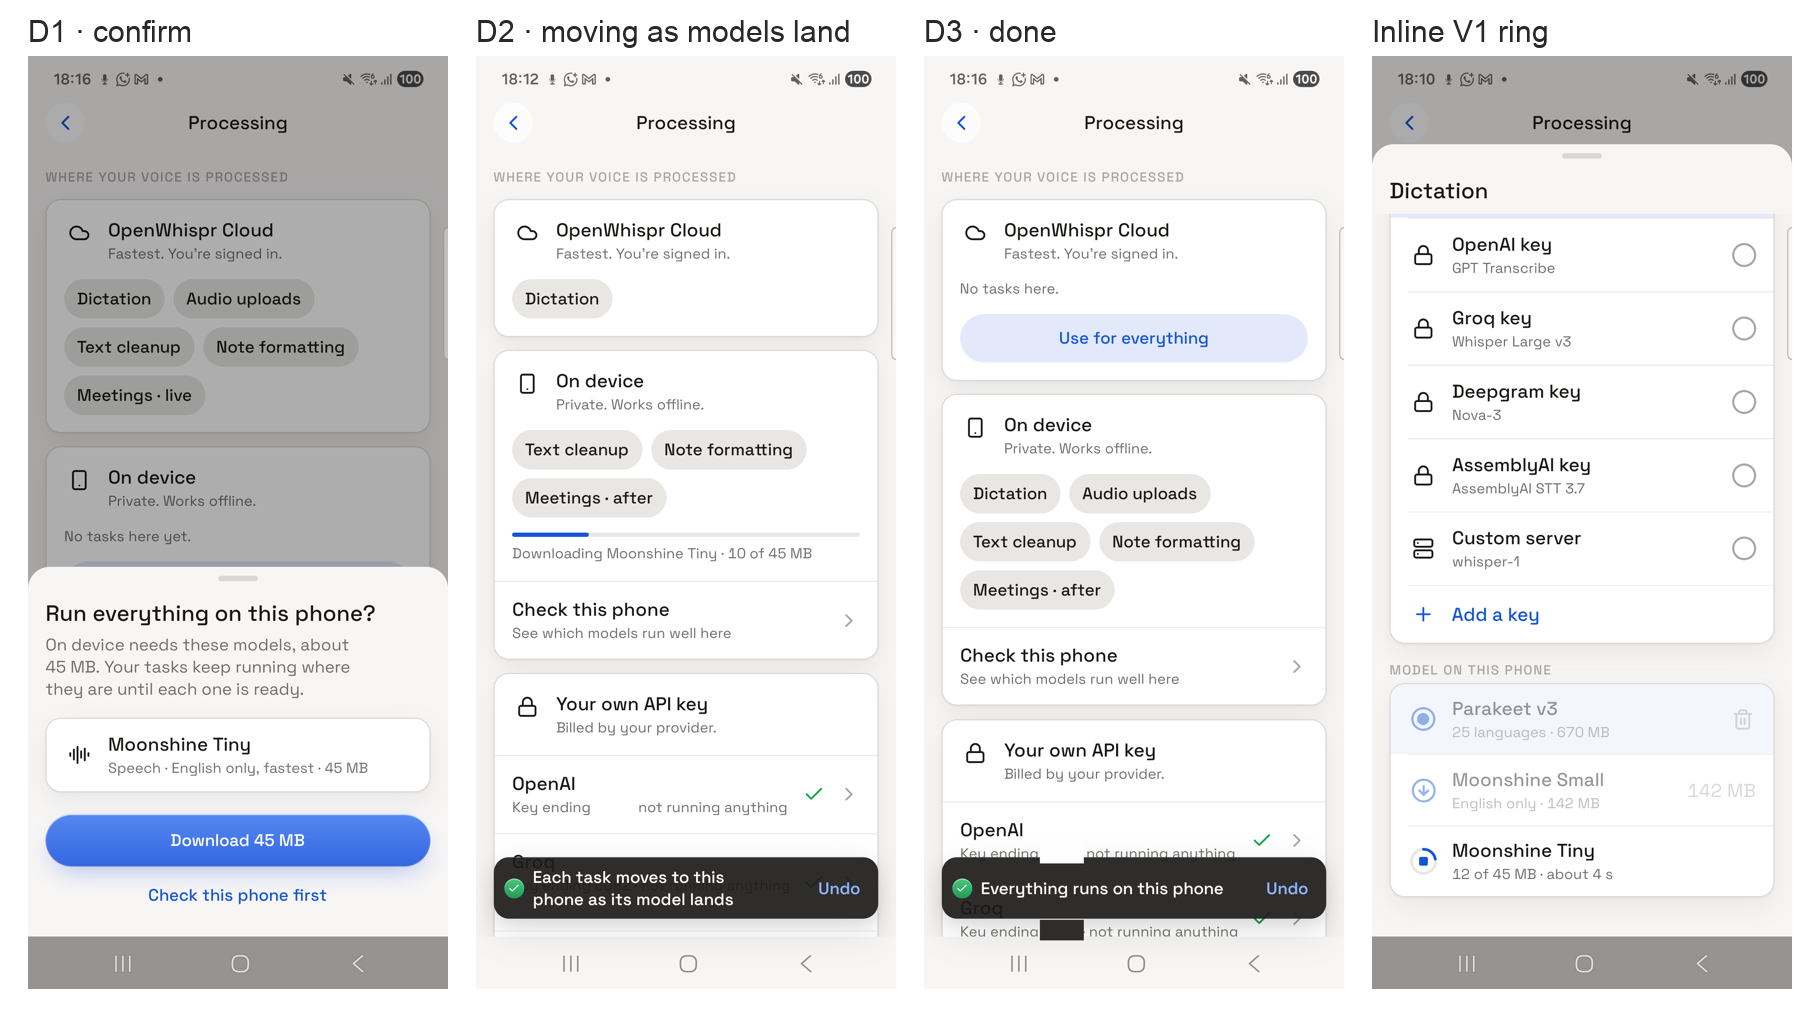 D1 · confirm
18:16
100
Processing
WHERE YOUR VOICE IS PROCESSED
OpenWhispr Cloud
Fastest. You're signed in.
Dictation
Audio uploads
Text cleanup
Note formatting
Meetings · live
On device
Private. Works offline.
No tasks here yet.
Run everything on this phone?
On device needs these models, about
45 MB. Your tasks keep running where
they are until each one is ready.
Moonshine Tiny
Speech · English only, fastest · 45 MB
Download 45 MB
Check this phone first
D2 · moving as models land
18:12
100
Processing
WHERE YOUR VOICE IS PROCESSED
OpenWhispr Cloud
Fastest. You're signed in.
Dictation
On device
Private. Works offline.
Text cleanup
Note formatting
Meetings · after
Downloading Moonshine Tiny · 10 of 45 MB
Check this phone
See which models run well here
Your own API key
Billed by your provider.
OpenAI
Key ending not running anything
Groq
not running anything
Each task moves to this
phone as its model lands
Undo
D3 · done
18:16
100
Processing
WHERE YOUR VOICE IS PROCESSED
OpenWhispr Cloud
Fastest. You're signed in.
No tasks here.
Use for everything
On device
Private. Works offline.
Dictation
Audio uploads
Text cleanup
Note formatting
Meetings · after
Check this phone
See which models run well here
Your own API key
Billed by your provider.
OpenAI
Key ending not running anything
Everything runs on this phone
Undo
Groq
Key ending not running anything
Inline V1 ring
18:10
100
Processing
Dictation
OpenAI key
GPT Transcribe
Groq key
Whisper Large v3
Deepgram key
Nova-3
AssemblyAI key
AssemblyAI STT 3.7
Custom server
whisper-1
Add a key
MODEL ON THIS PHONE
Parakeet v3
25 languages · 670 MB
Moonshine Small
English only · 142 MB
142 MB
Moonshine Tiny
12 of 45 MB · about 4 s